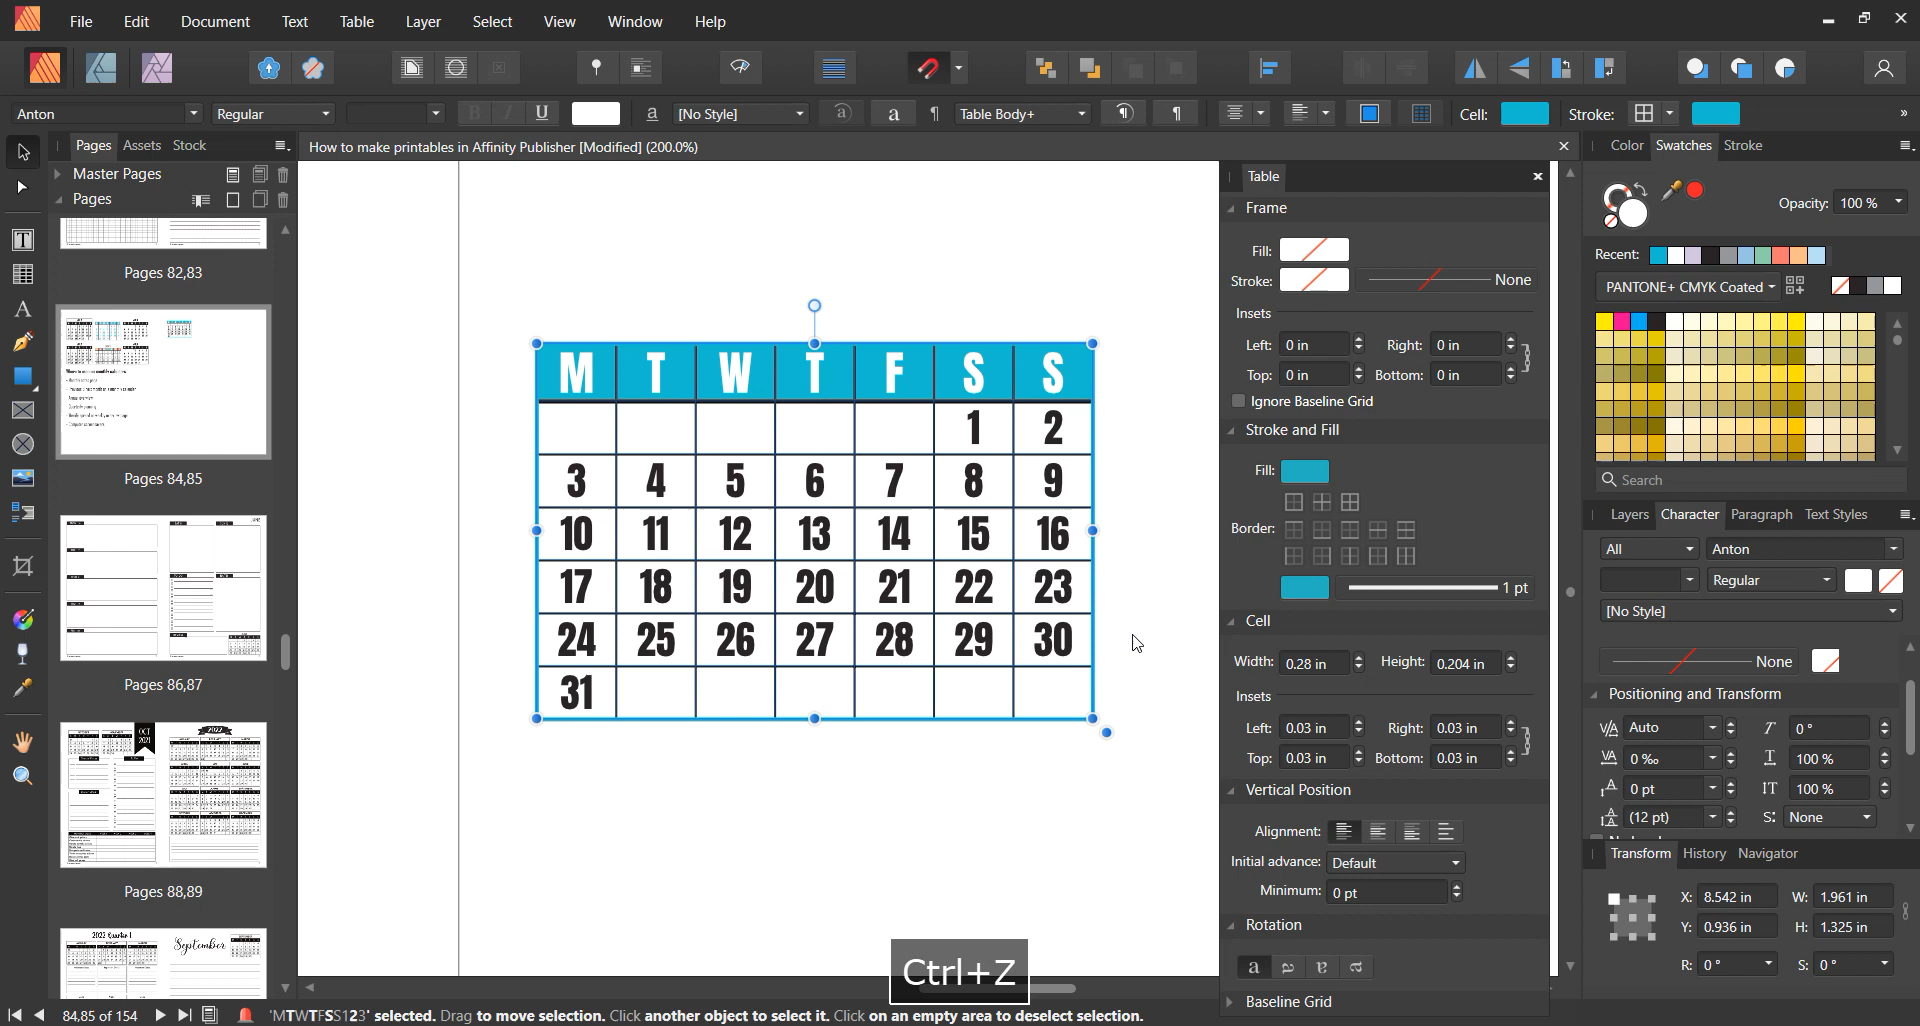 File Edit Document Text Table Layer Select View Window Help
Anton Regular B I U a [No Style] a a ¶ Table Body+ ¶ ¶ Cell: Stroke: »
Pages Assets Stock
How to make printables in Affinity Publisher [Modified] (200.0%)
Master Pages
Pages
Pages 82,83
Pages 84,85
Pages 86,87
OCT
2021
2022
Pages 88,89
2022 Quarter 1
September
M T W T F S S
1 2
3 4 5 6 7 8 9
10 11 12 13 14 15 16
17 18 19 20 21 22 23
24 25 26 27 28 29 30
31
Table
Frame
Fill:
Stroke: None
Insets
Left: 0 in Right: 0 in
Top: 0 in Bottom: 0 in
Ignore Baseline Grid
Stroke and Fill
Fill:
Border:
1 pt
Cell
Width: 0.28 in Height: 0.204 in
Insets
Left: 0.03 in Right: 0.03 in
Top: 0.03 in Bottom: 0.03 in
Vertical Position
Alignment:
Initial advance: Default
Minimum: 0 pt
Rotation
a a a a
Baseline Grid
Color Swatches Stroke
Opacity: 100 %
Recent:
PANTONE+ CMYK Coated
Search
Layers Character Paragraph Text Styles
All Anton
Regular
[No Style]
None
Positioning and Transform
Auto 0 °
0 ‰ 100 %
0 pt 100 %
(12 pt) S: None
Transform History Navigator
X: 8.542 in W: 1.961 in
Y: 0.936 in H: 1.325 in
R: 0 ° S: 0 °
Ctrl+Z
84,85 of 154 'MTWTFSS123' selected. Drag to move selection. Click another object to select it. Click on an empty area to deselect selection.